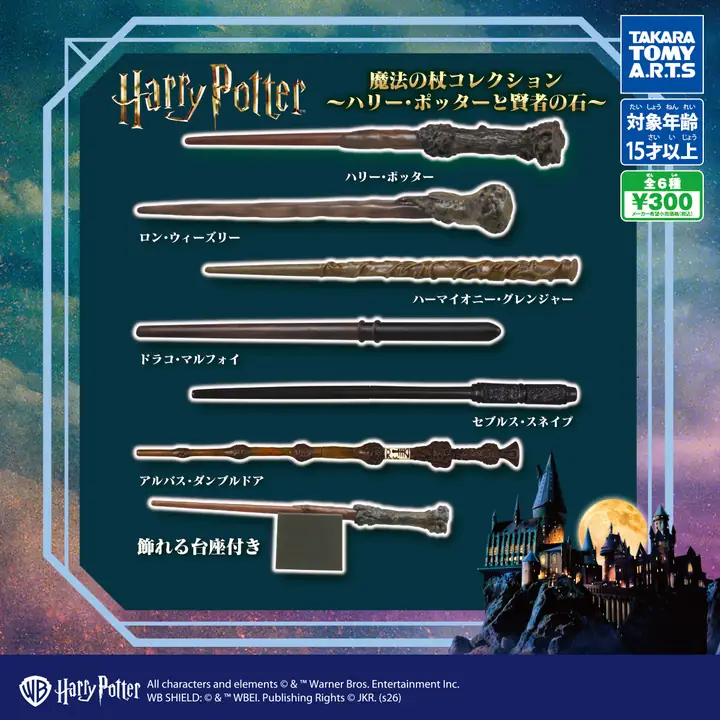 Harry Potter
魔法の杖コレクション
～ハリー・ポッターと賢者の石～
TAKARA
TOMY
A.R.T.S
たいしょうねんれい
対象年齢
さいいじょう
15才以上
しゅ
全6種
¥300
メーカー希望小売価格(税込)
ハリー・ポッター
ロン・ウィーズリー
ハーマイオニー・グレンジャー
ドラコ・マルフォイ
セブルス・スネイプ
アルバス・ダンブルドア
飾れる台座付き
WB Harry Potter
All characters and elements © & ™ Warner Bros. Entertainment Inc.
WB SHIELD: © & ™ WBEI. Publishing Rights © JKR. (s26)